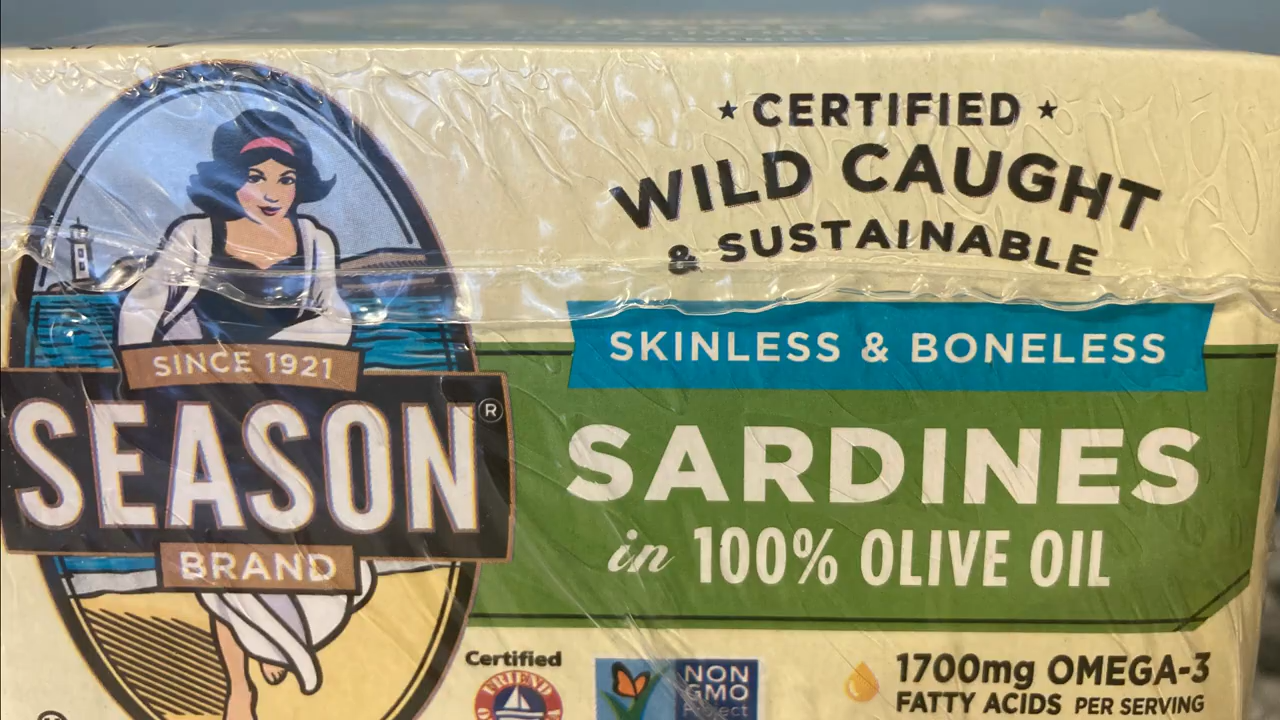 ★ CERTIFIED ★
WILD CAUGHT
& SUSTAINABLE
SKINLESS & BONELESS
SARDINES
in 100% OLIVE OIL
SINCE 1921
SEASON®
BRAND
Certified
FRIEND
NON
GMO
Project
1700mg OMEGA-3
FATTY ACIDS PER SERVING